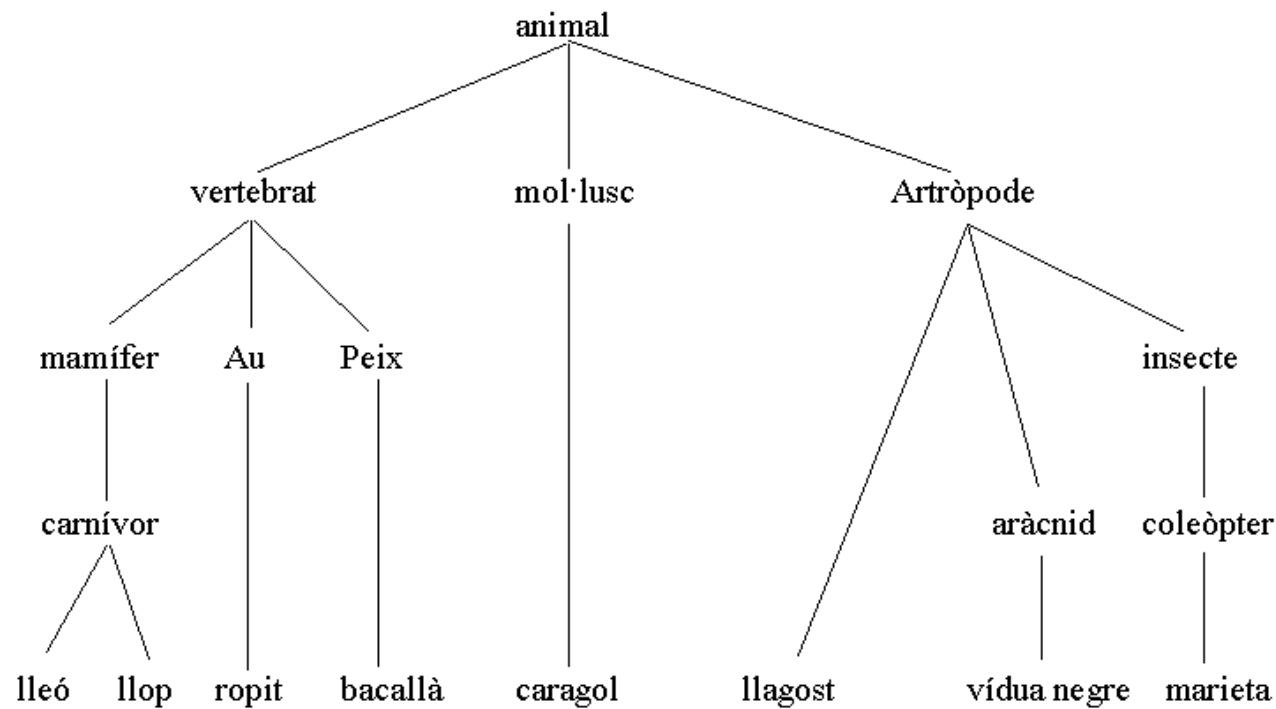 animal
vertebrat mol·lusc Artròpode
mamífer Au Peix insecte
carnívor aràcnid coleòpter
lleó llop ropit bacallà caragol llagost vídua negre marieta